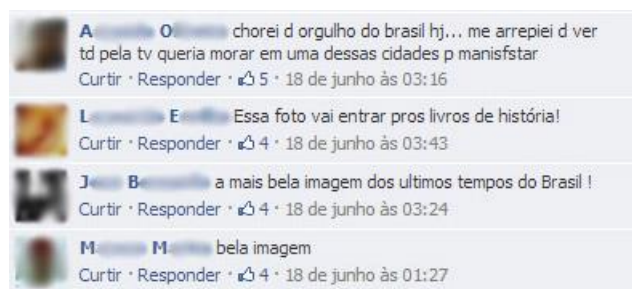 A O chorei d orgulho do brasil hj... me arrepiei d ver
td pela tv queria morar em uma dessas cidades p manisfstar
Curtir · Responder · 5 · 18 de junho às 03:16
L E Essa foto vai entrar pros livros de história!
Curtir · Responder · 4 · 18 de junho às 03:43
J B a mais bela imagem dos ultimos tempos do Brasil !
Curtir · Responder · 4 · 18 de junho às 03:24
M M bela imagem
Curtir · Responder · 4 · 18 de junho às 01:27